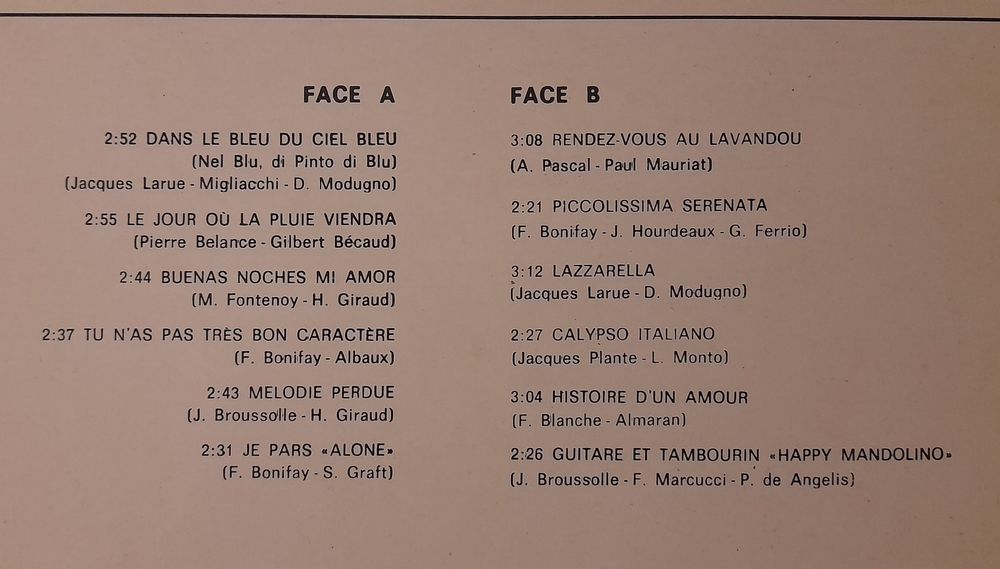 FACE A
2:52 DANS LE BLEU DU CIEL BLEU
(Nel Blu, di Pinto di Blu)
(Jacques Larue - Migliacchi - D. Modugno)
2:55 LE JOUR OÙ LA PLUIE VIENDRA
(Pierre Belance - Gilbert Bécaud)
2:44 BUENAS NOCHES MI AMOR
(M. Fontenoy - H. Giraud)
2:37 TU N'AS PAS TRÈS BON CARACTÈRE
(F. Bonifay - Albaux)
2:43 MELODIE PERDUE
(J. Broussolle - H. Giraud)
2:31 JE PARS «ALONE»
(F. Bonifay - S. Graft)
FACE B
3:08 RENDEZ-VOUS AU LAVANDOU
(A. Pascal - Paul Mauriat)
2:21 PICCOLISSIMA SERENATA
(F. Bonifay - J. Hourdeaux - G. Ferrio)
3:12 LAZZARELLA
(Jacques Larue - D. Modugno)
2:27 CALYPSO ITALIANO
(Jacques Plante - L. Monto)
3:04 HISTOIRE D'UN AMOUR
(F. Blanche - Almaran)
2:26 GUITARE ET TAMBOURIN «HAPPY MANDOLINO»
(J. Broussolle - F. Marcucci - P. de Angelis)